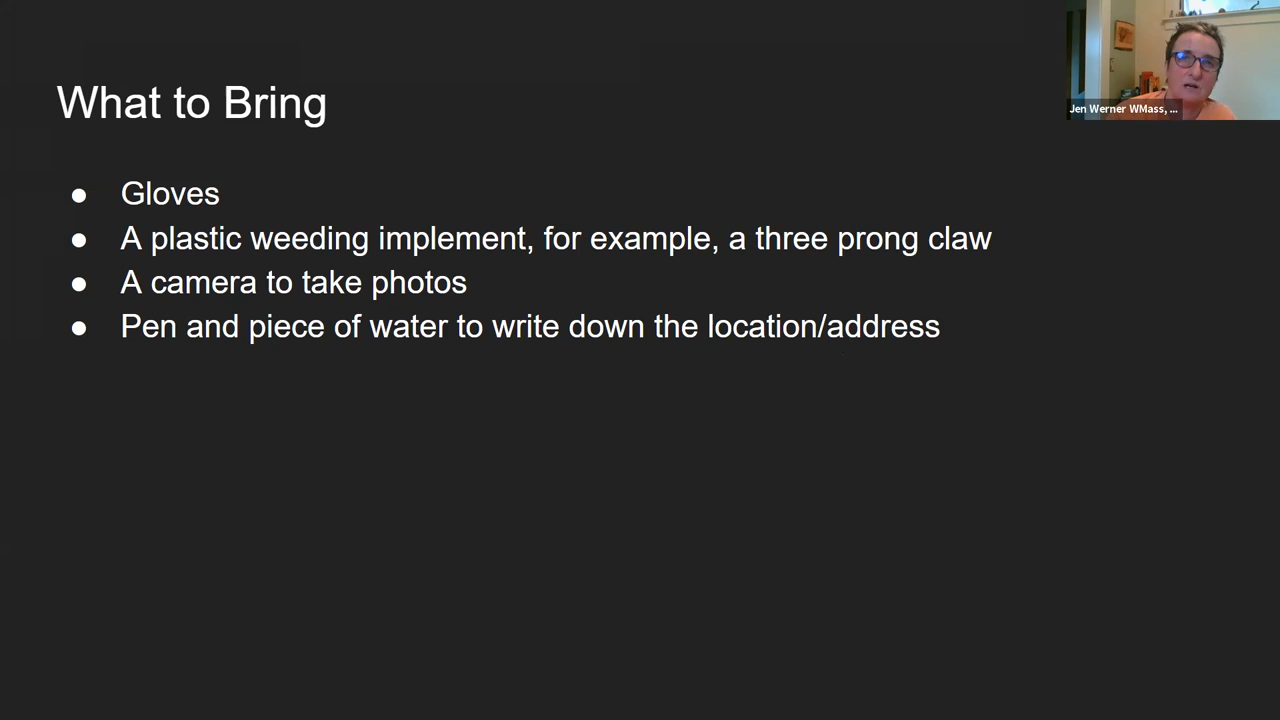 What to Bring
● Gloves
● A plastic weeding implement, for example, a three prong claw
● A camera to take photos
● Pen and piece of water to write down the location/address
Jen Werner WMass, ...